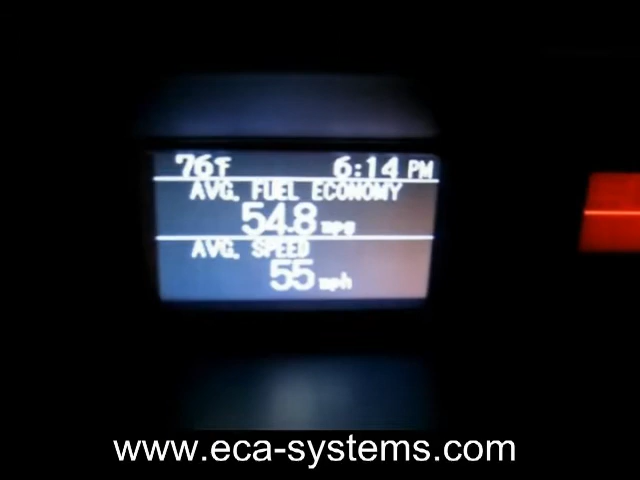 76°F 6:14 PM
AVG. FUEL ECONOMY
54.8 mpg
AVG. SPEED
55 mph
www.eca-systems.com